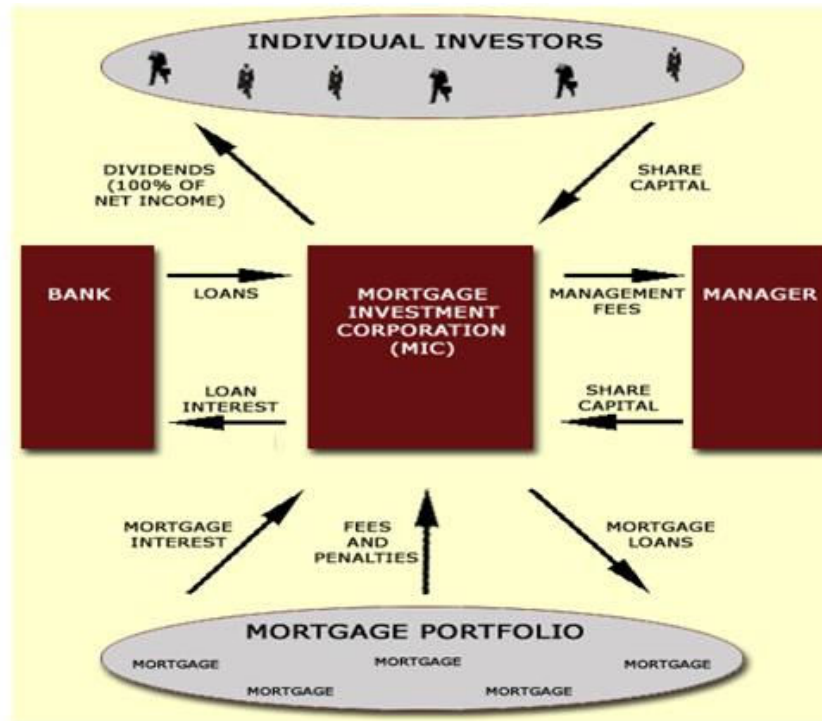 INDIVIDUAL INVESTORS
DIVIDENDS
(100% OF
NET INCOME)
SHARE
CAPITAL
BANK
LOANS
MORTGAGE
INVESTMENT
CORPORATION
(MIC)
MANAGEMENT
FEES
MANAGER
LOAN
INTEREST
SHARE
CAPITAL
MORTGAGE
INTEREST
FEES
AND
PENALTIES
MORTGAGE
LOANS
MORTGAGE PORTFOLIO
MORTGAGE
MORTGAGE
MORTGAGE
MORTGAGE
MORTGAGE